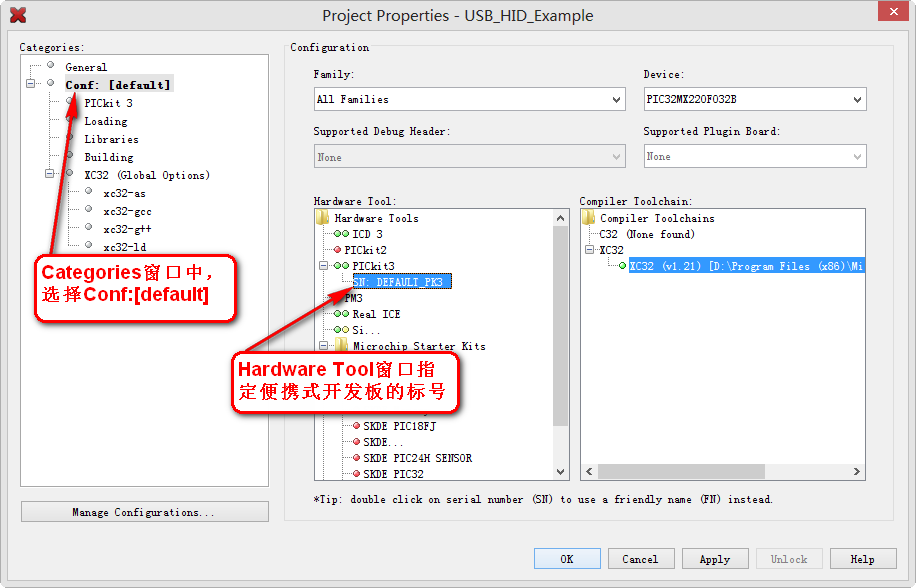 Project Properties - USB_HID_Example
Categories:
General
Conf: [default]
PICkit 3
Loading
Libraries
Building
XC32 (Global Options)
xc32-as
xc32-gcc
xc32-g++
xc32-ld
Categories窗口中，
选择Conf:[default]
Manage Configurations...
Configuration
Family:
Device:
All Families
PIC32MX220F032B
Supported Debug Header:
Supported Plugin Board:
None
None
Hardware Tool:
Hardware Tools
ICD 3
PICkit2
PICkit3
SN: DEFAULT_PK3
PM3
Real ICE
Si...
Microchip Starter Kits
Hardware Tool窗口指
定便携式开发板的标号
SKDE PIC18FJ
SKDE...
SKDE PIC24H SENSOR
SKDE PIC32
Compiler Toolchain:
Compiler Toolchains
C32 (None found)
XC32
XC32 (v1.21) [D:\Program Files (x86)\Mi
*Tip: double click on serial number (SN) to use a friendly name (FN) instead.
OK
Cancel
Apply
Unlock
Help